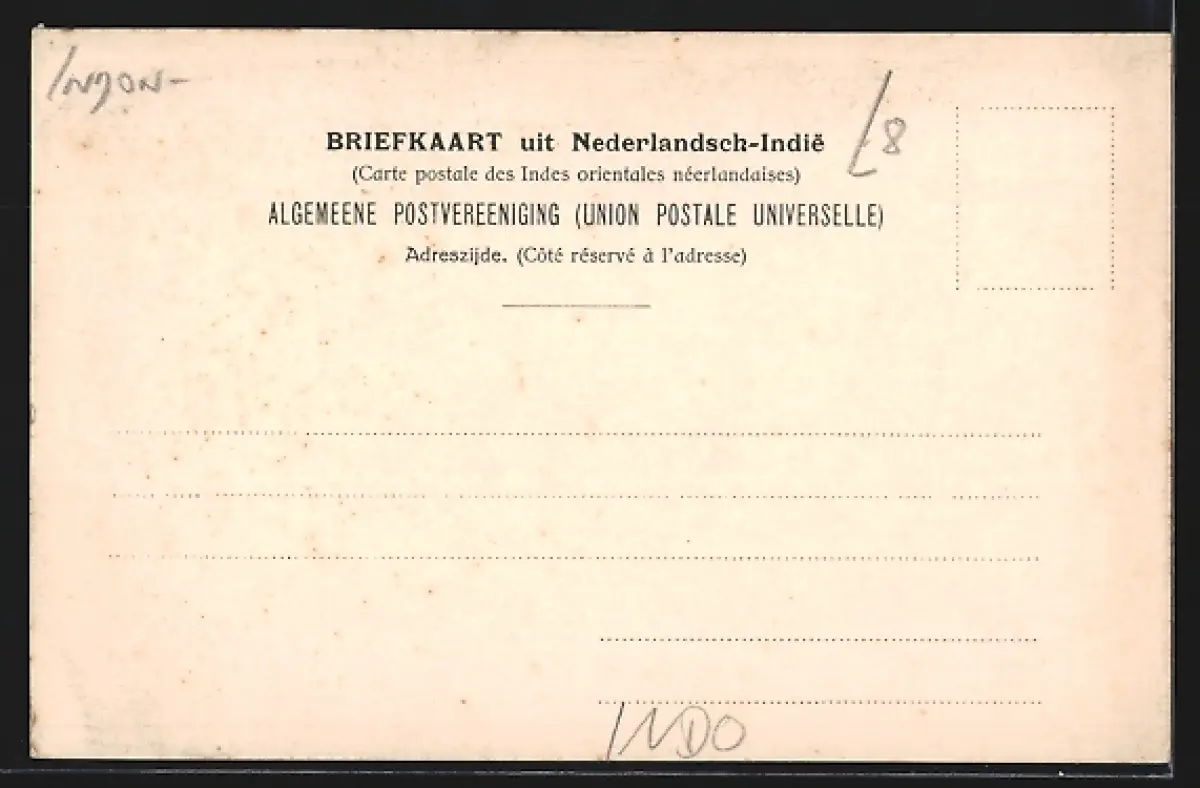 BRIEFKAART uit Nederlandsch-Indië
(Carte postale des Indes orientales néerlandaises)
ALGEMEENE POSTVEREENIGING (UNION POSTALE UNIVERSELLE)
Adreszijde. (Côté réservé à l'adresse)
INDO